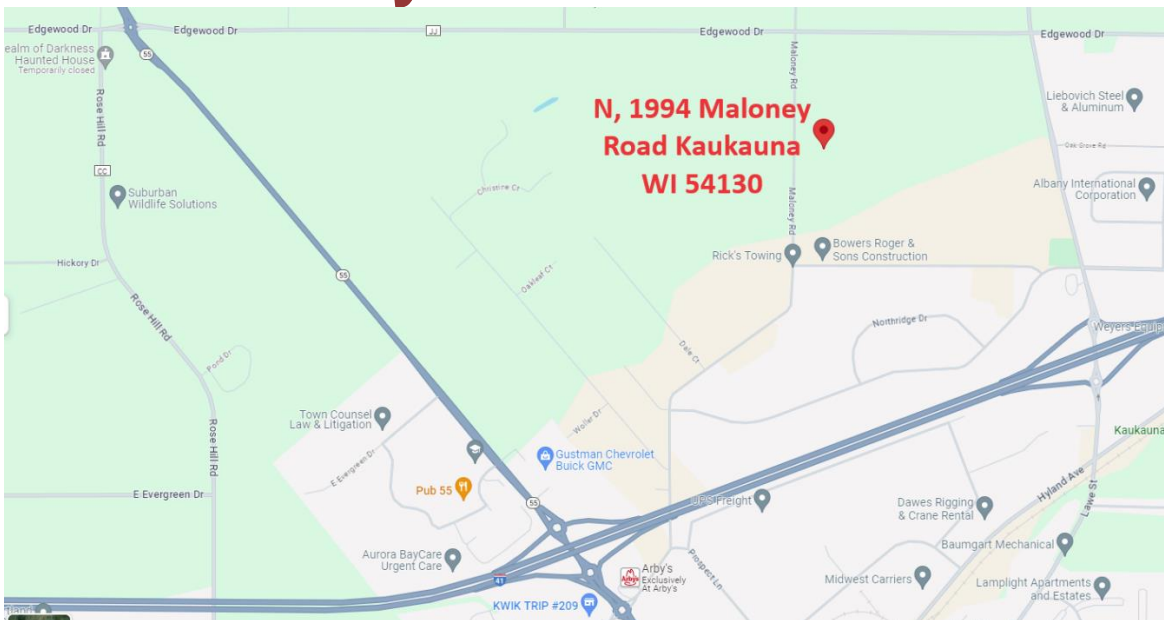 Edgewood Dr
Edgewood Dr
JJ
Edgewood Dr
Edgewood Dr
ealm of Darkness
Haunted House
Temporarily closed
55
Maloney Rd
N, 1994 Maloney
Road Kaukauna
WI 54130
Liebovich Steel
& Aluminum
Rose Hill Rd
Oak Grove Rd
CC
Christine Cr
Albany International
Corporation
Suburban
Wildlife Solutions
Maloney Rd
Rick's Towing
Bowers Roger &
Sons Construction
Hickory Dr
55
Oakleaf Ct
Rose Hill Rd
Northridge Dr
Weyers Equip
Pond Dr
Dale Ct
Town Counsel
Law & Litigation
Woller Dr
Rose Hill Rd
Kaukauna
E Evergreen Dr
Gustman Chevrolet
Buick GMC
Pub 55
E Evergreen Dr
55
Freight
Hyland Ave
Dawes Rigging
& Crane Rental
Lawe St
Aurora BayCare
Urgent Care
Baumgart Mechanical
Prospect Ln
Arby's
Arby's
Exclusively
At Arby's
41
Midwest Carriers
Lamplight Apartments
and Estates
KWIK TRIP #209